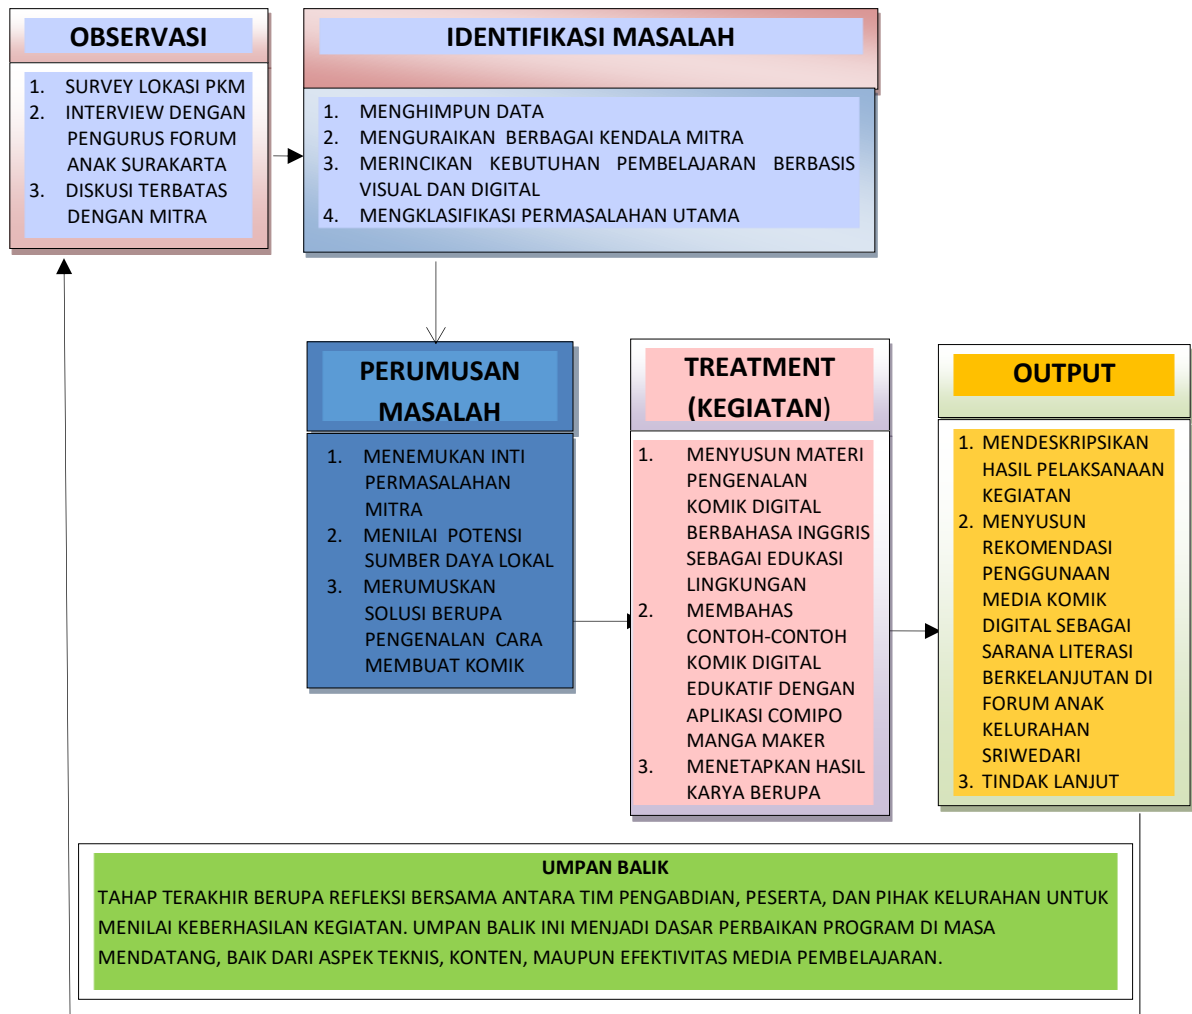 OBSERVASI
1. SURVEY LOKASI PKM
2. INTERVIEW DENGAN
PENGURUS FORUM
ANAK SURAKARTA
3. DISKUSI TERBATAS
DENGAN MITRA
IDENTIFIKASI MASALAH
1. MENGHIMPUN DATA
2. MENGURAIKAN BERBAGAI KENDALA MITRA
3. MERINCIKAN KEBUTUHAN PEMBELAJARAN BERBASIS
VISUAL DAN DIGITAL
4. MENGKLASIFIKASI PERMASALAHAN UTAMA
PERUMUSAN
MASALAH
1. MENEMUKAN INTI
PERMASALAHAN
MITRA
2. MENILAI POTENSI
SUMBER DAYA LOKAL
3. MERUMUSKAN
SOLUSI BERUPA
PENGENALAN CARA
MEMBUAT KOMIK
TREATMENT
(KEGIATAN)
1. MENYUSUN MATERI
PENGENALAN
KOMIK DIGITAL
BERBAHASA INGGRIS
SEBAGAI EDUKASI
LINGKUNGAN
2. MEMBAHAS
CONTOH-CONTOH
KOMIK DIGITAL
EDUKATIF DENGAN
APLIKASI COMIPO
MANGA MAKER
3. MENETAPKAN HASIL
KARYA BERUPA
OUTPUT
1. MENDESKRIPSIKAN
HASIL PELAKSANAAN
KEGIATAN
2. MENYUSUN
REKOMENDASI
PENGGUNAAN
MEDIA KOMIK
DIGITAL SEBAGAI
SARANA LITERASI
BERKELANJUTAN DI
FORUM ANAK
KELURAHAN
SRIWEDARI
3. TINDAK LANJUT
UMPAN BALIK
TAHAP TERAKHIR BERUPA REFLEKSI BERSAMA ANTARA TIM PENGABDIAN, PESERTA, DAN PIHAK KELURAHAN UNTUK
MENILAI KEBERHASILAN KEGIATAN. UMPAN BALIK INI MENJADI DASAR PERBAIKAN PROGRAM DI MASA
MENDATANG, BAIK DARI ASPEK TEKNIS, KONTEN, MAUPUN EFEKTIVITAS MEDIA PEMBELAJARAN.